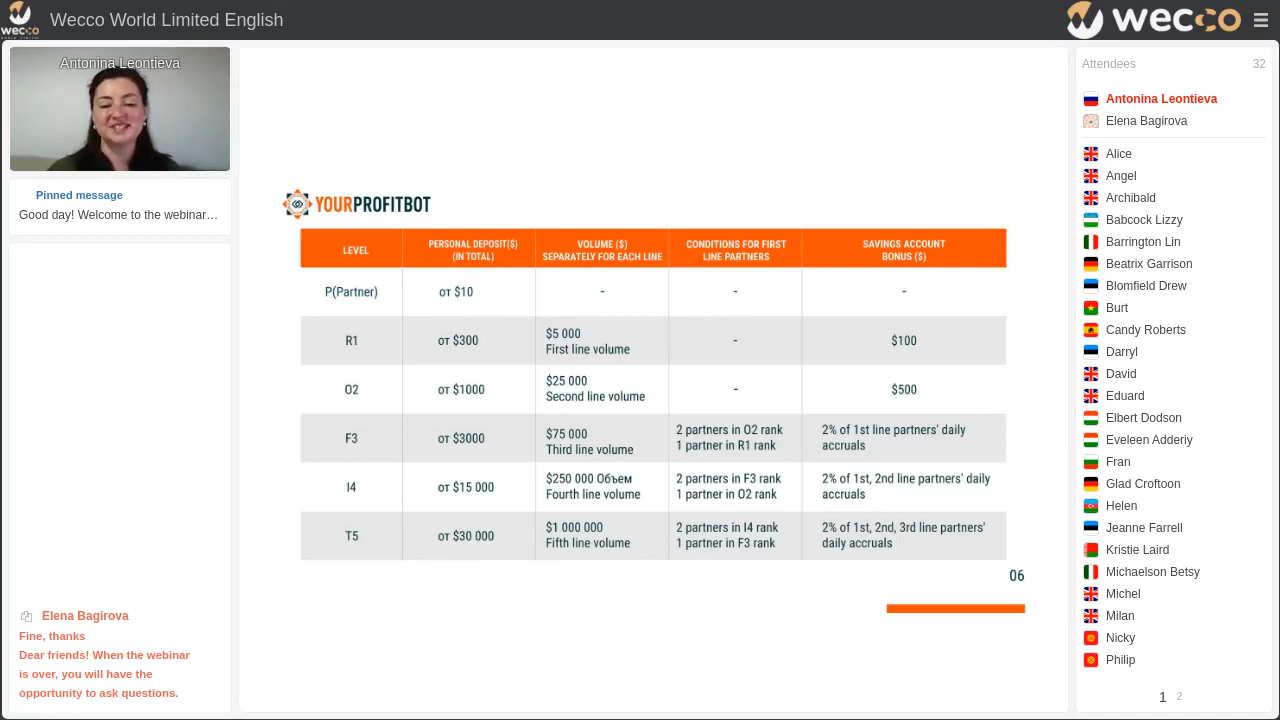 wecco
Wecco World Limited English
wecco
Antonina Leontieva
Pinned message
Good day! Welcome to the webinar…
Elena Bagirova
Fine, thanks
Dear friends! When the webinar
is over, you will have the
opportunity to ask questions.
YOURPROFITBOT
LEVEL
PERSONAL DEPOSIT($)
(IN TOTAL)
VOLUME ($)
SEPARATELY FOR EACH LINE
CONDITIONS FOR FIRST
LINE PARTNERS
SAVINGS ACCOUNT
BONUS ($)
P(Partner)
от $10
-
-
-
R1
от $300
$5 000
First line volume
-
$100
O2
от $1000
$25 000
Second line volume
-
$500
F3
от $3000
$75 000
Third line volume
2 partners in O2 rank
1 partner in R1 rank
2% of 1st line partners' daily
accruals
I4
от $15 000
$250 000 Объем
Fourth line volume
2 partners in F3 rank
1 partner in O2 rank
2% of 1st, 2nd line partners' daily
accruals
T5
от $30 000
$1 000 000
Fifth line volume
2 partners in I4 rank
1 partner in F3 rank
2% of 1st, 2nd, 3rd line partners'
daily accruals
06
Attendees 32
Antonina Leontieva
Elena Bagirova
Alice
Angel
Archibald
Babcock Lizzy
Barrington Lin
Beatrix Garrison
Blomfield Drew
Burt
Candy Roberts
Darryl
David
Eduard
Elbert Dodson
Eveleen Adderiy
Fran
Glad Croftoon
Helen
Jeanne Farrell
Kristie Laird
Michaelson Betsy
Michel
Milan
Nicky
Philip
1 2